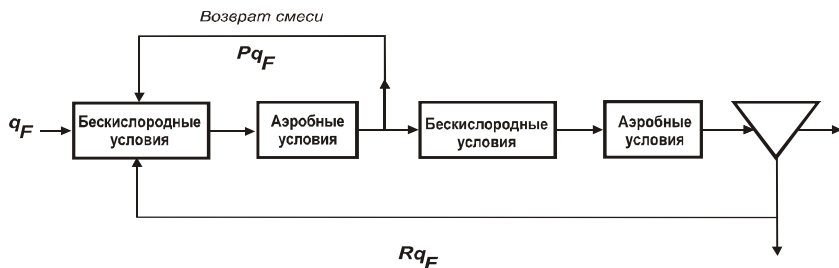 Возврат смеси
Pq_F
q_F
Бескислородные
условия
Аэробные
условия
Бескислородные
условия
Аэробные
условия
Rq_F